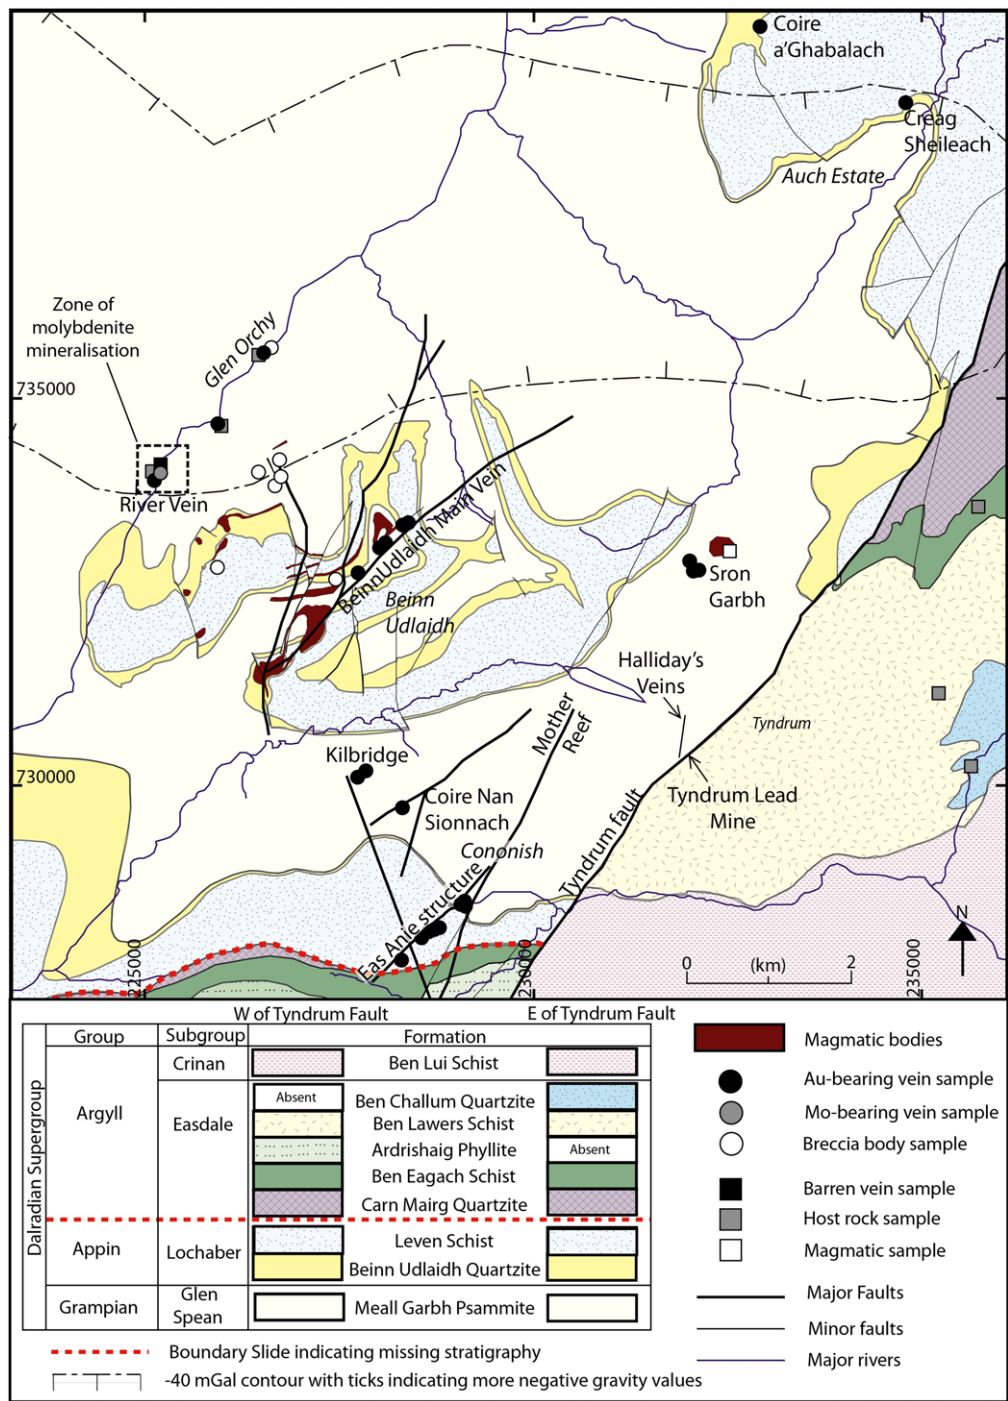 Coire
a'Ghabalach
Creag
Sheileach
Auch Estate
Zone of
molybdenite
mineralisation
Glen Orchy
735000
River Vein
BeinnUdlaidh Main Vein
Beinn
Udlaidh
Sron
Garbh
Halliday's
Veins
Mother
Reef
Tyndrum
Kilbridge
730000
Coire Nan
Sionnach
Tyndrum Lead
Mine
Cononish
Tyndrum fault
Eas Anie structure
N
0 (km) 2
225000
230000
235000
W of Tyndrum Fault E of Tyndrum Fault
Group Subgroup Formation
Dalradian Supergroup
Crinan Ben Lui Schist
Argyll Easdale
Absent Ben Challum Quartzite
Ben Lawers Schist
Ardrishaig Phyllite Absent
Ben Eagach Schist
Carn Mairg Quartzite
Appin Lochaber Leven Schist
Beinn Udlaidh Quartzite
Grampian Glen
Spean Meall Garbh Psammite
Boundary Slide indicating missing stratigraphy
-40 mGal contour with ticks indicating more negative gravity values
Magmatic bodies
Au-bearing vein sample
Mo-bearing vein sample
Breccia body sample
Barren vein sample
Host rock sample
Magmatic sample
Major Faults
Minor faults
Major rivers